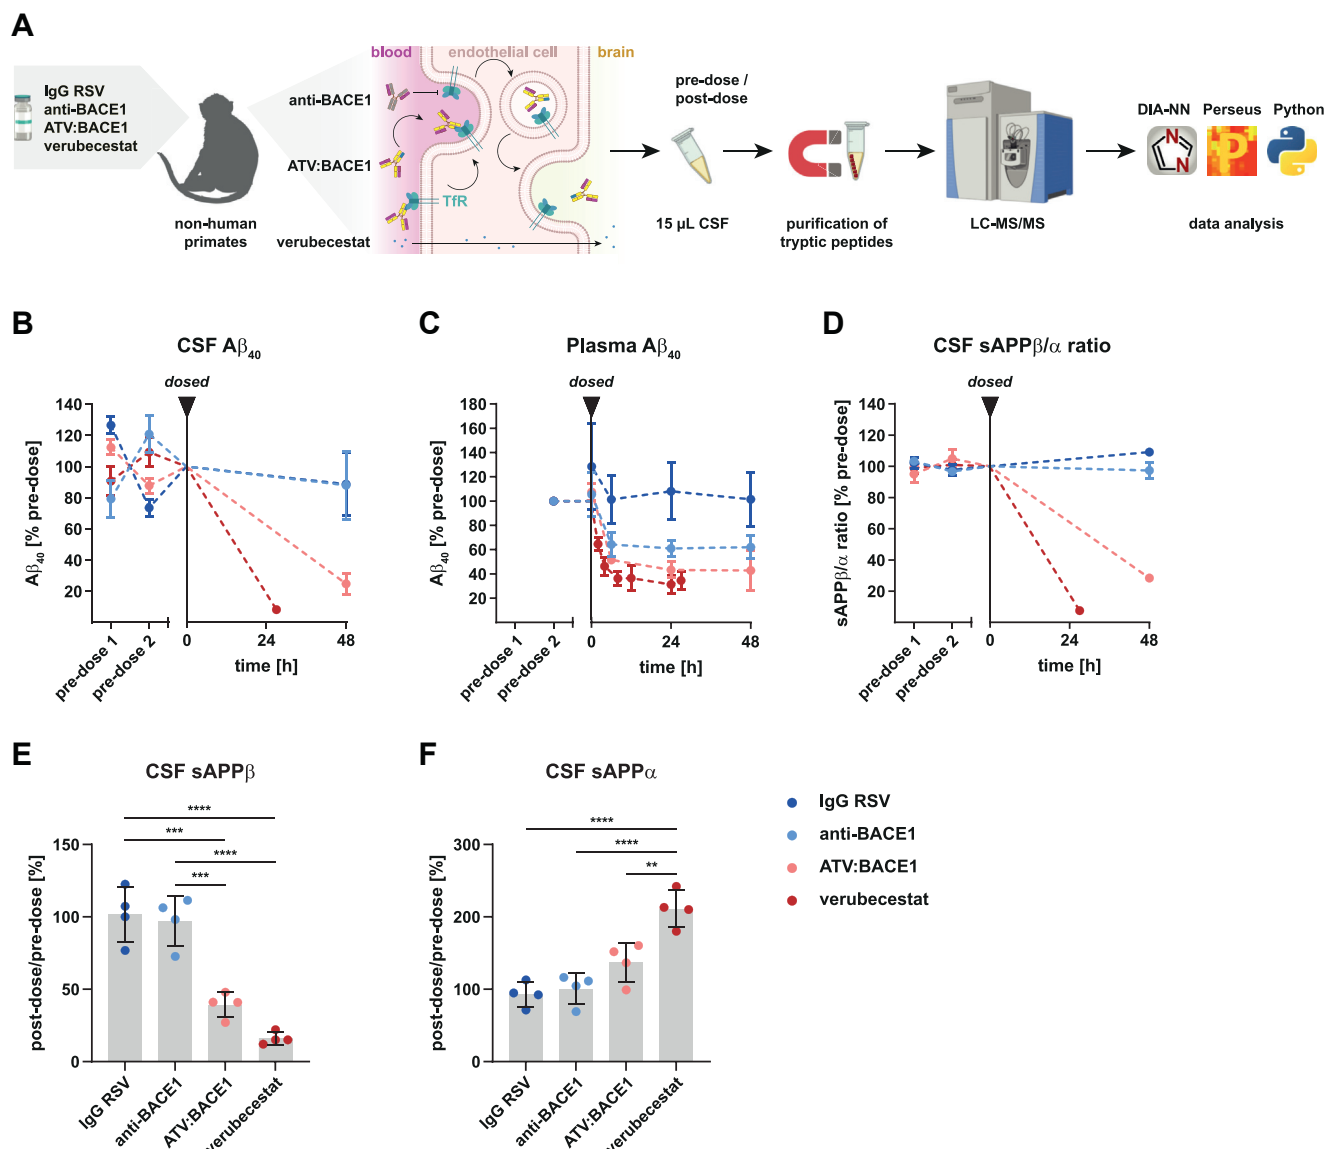 A
IgG RSV
anti-BACE1
ATV:BACE1
verubecestat
non-human
primates
blood
endothelial cell
brain
anti-BACE1
ATV:BACE1
TfR
verubecestat
pre-dose /
post-dose
15 µL CSF
purification of
tryptic peptides
LC-MS/MS
DIA-NN
Perseus
Python
N
N
P
data analysis
B
CSF Aβ40
dosed
Aβ40 [% pre-dose]
140
120
100
80
60
40
20
pre-dose 1
pre-dose 2
0
24
48
time [h]
C
Plasma Aβ40
dosed
Aβ40 [% pre-dose]
180
160
140
120
100
80
60
40
20
pre-dose 1
pre-dose 2
0
24
48
time [h]
D
CSF sAPPβ/α ratio
dosed
sAPPβ/α ratio [% pre-dose]
140
120
100
80
60
40
20
pre-dose 1
pre-dose 2
0
24
48
time [h]
E
CSF sAPPβ
****
***
****
***
post-dose/pre-dose [%]
150
100
50
0
IgG RSV
anti-BACE1
ATV:BACE1
verubecestat
F
CSF sAPPα
****
****
**
post-dose/pre-dose [%]
300
200
100
0
IgG RSV
anti-BACE1
ATV:BACE1
verubecestat
IgG RSV
anti-BACE1
ATV:BACE1
verubecestat